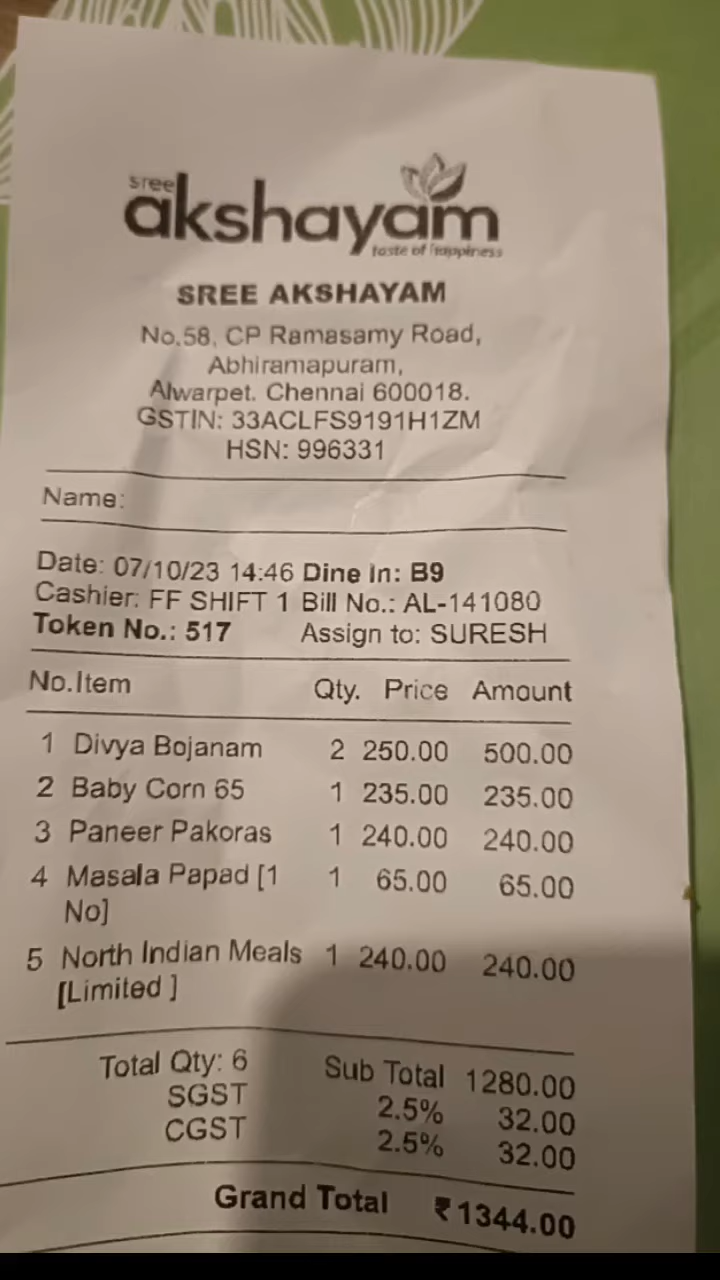 sree
akshayam
taste of happiness
SREE AKSHAYAM
No.58, CP Ramasamy Road,
Abhiramapuram,
Alwarpet. Chennai 600018.
GSTIN: 33ACLFS9191H1ZM
HSN: 996331
Name:
Date: 07/10/23 14:46 Dine In: B9
Cashier: FF SHIFT 1 Bill No.: AL-141080
Token No.: 517 Assign to: SURESH
No.Item Qty. Price Amount
1 Divya Bojanam 2 250.00 500.00
2 Baby Corn 65 1 235.00 235.00
3 Paneer Pakoras 1 240.00 240.00
4 Masala Papad [1 1 65.00 65.00
No]
5 North Indian Meals 1 240.00 240.00
[Limited ]
Total Qty: 6 Sub Total 1280.00
SGST 2.5% 32.00
CGST 2.5% 32.00
Grand Total ₹1344.00